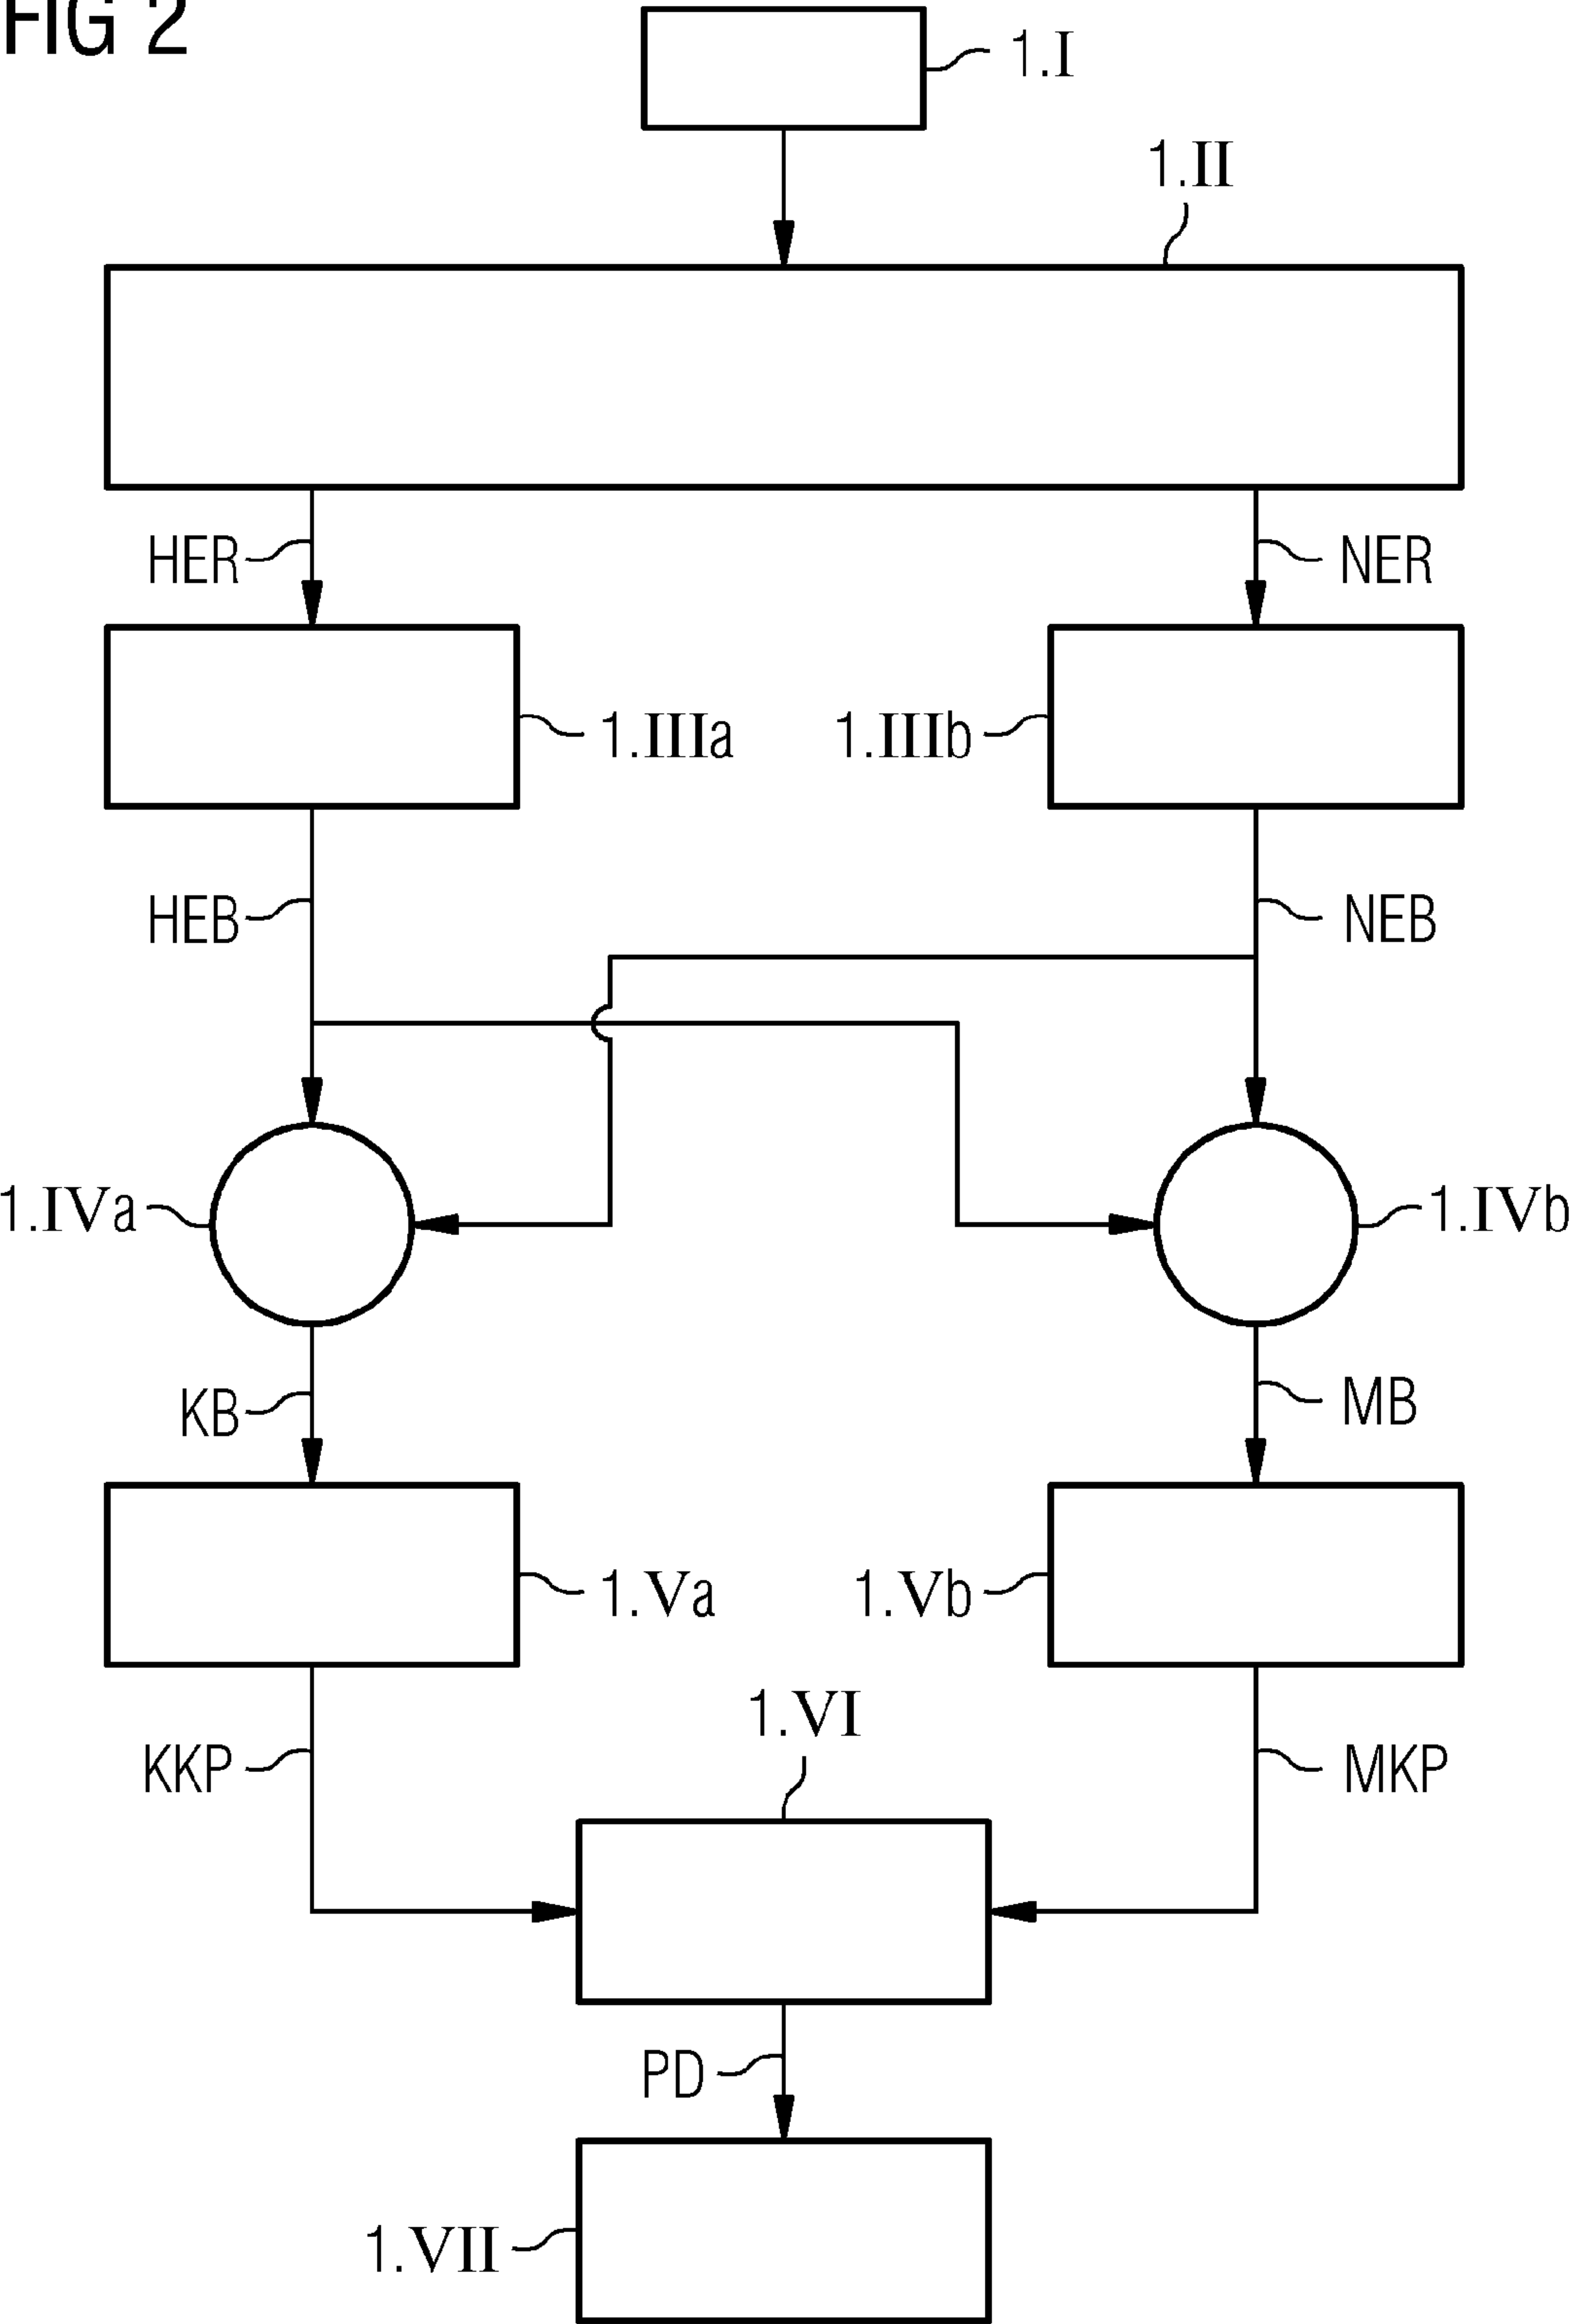 FIG 2
1.I
1.II
HER
NER
1.IIIa
1.IIIb
HEB
NEB
1.IVa
1.IVb
KB
MB
1.Va
1.Vb
1.VI
KKP
MKP
PD
1.VII